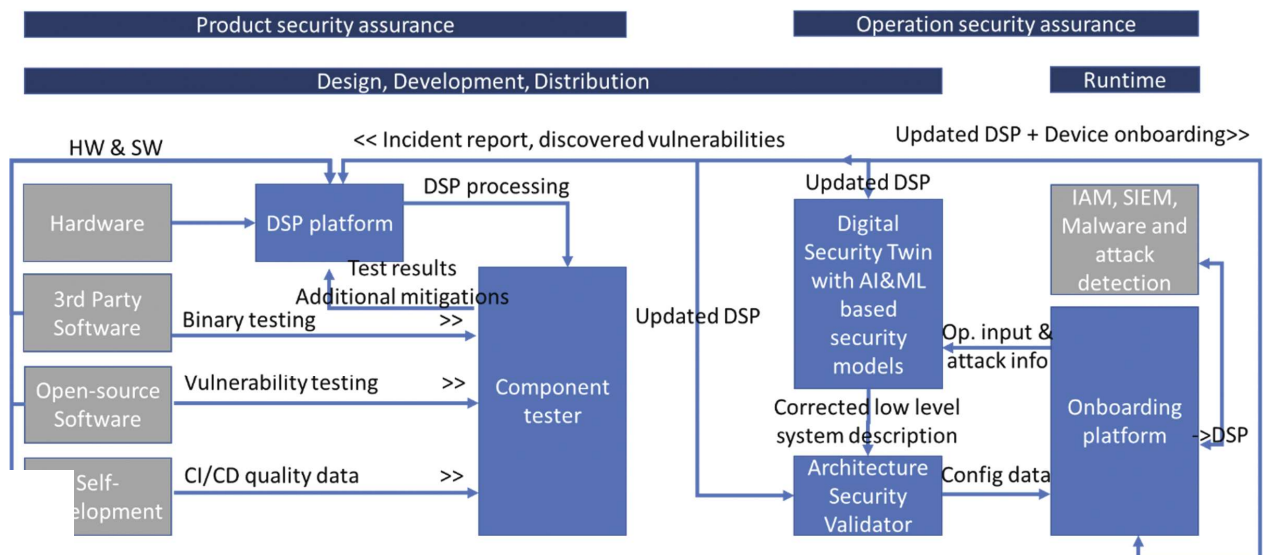 Product security assurance
Operation security assurance
Design, Development, Distribution
Runtime
HW & SW
<< Incident report, discovered vulnerabilities
Updated DSP + Device onboarding>>
Hardware
DSP platform
DSP processing
Updated DSP
Digital
Security Twin
with AI&ML
based
security
models
IAM, SIEM,
Malware and
attack
detection
Test results
Additional mitigations
3rd Party
Software
Binary testing >>
Updated DSP
Op. input &
attack info
Open-source
Software
Vulnerability testing >>
Component
tester
Corrected low level
system description
Onboarding
platform
->DSP
Self-
elopment
CI/CD quality data >>
Architecture
Security
Validator
Config data